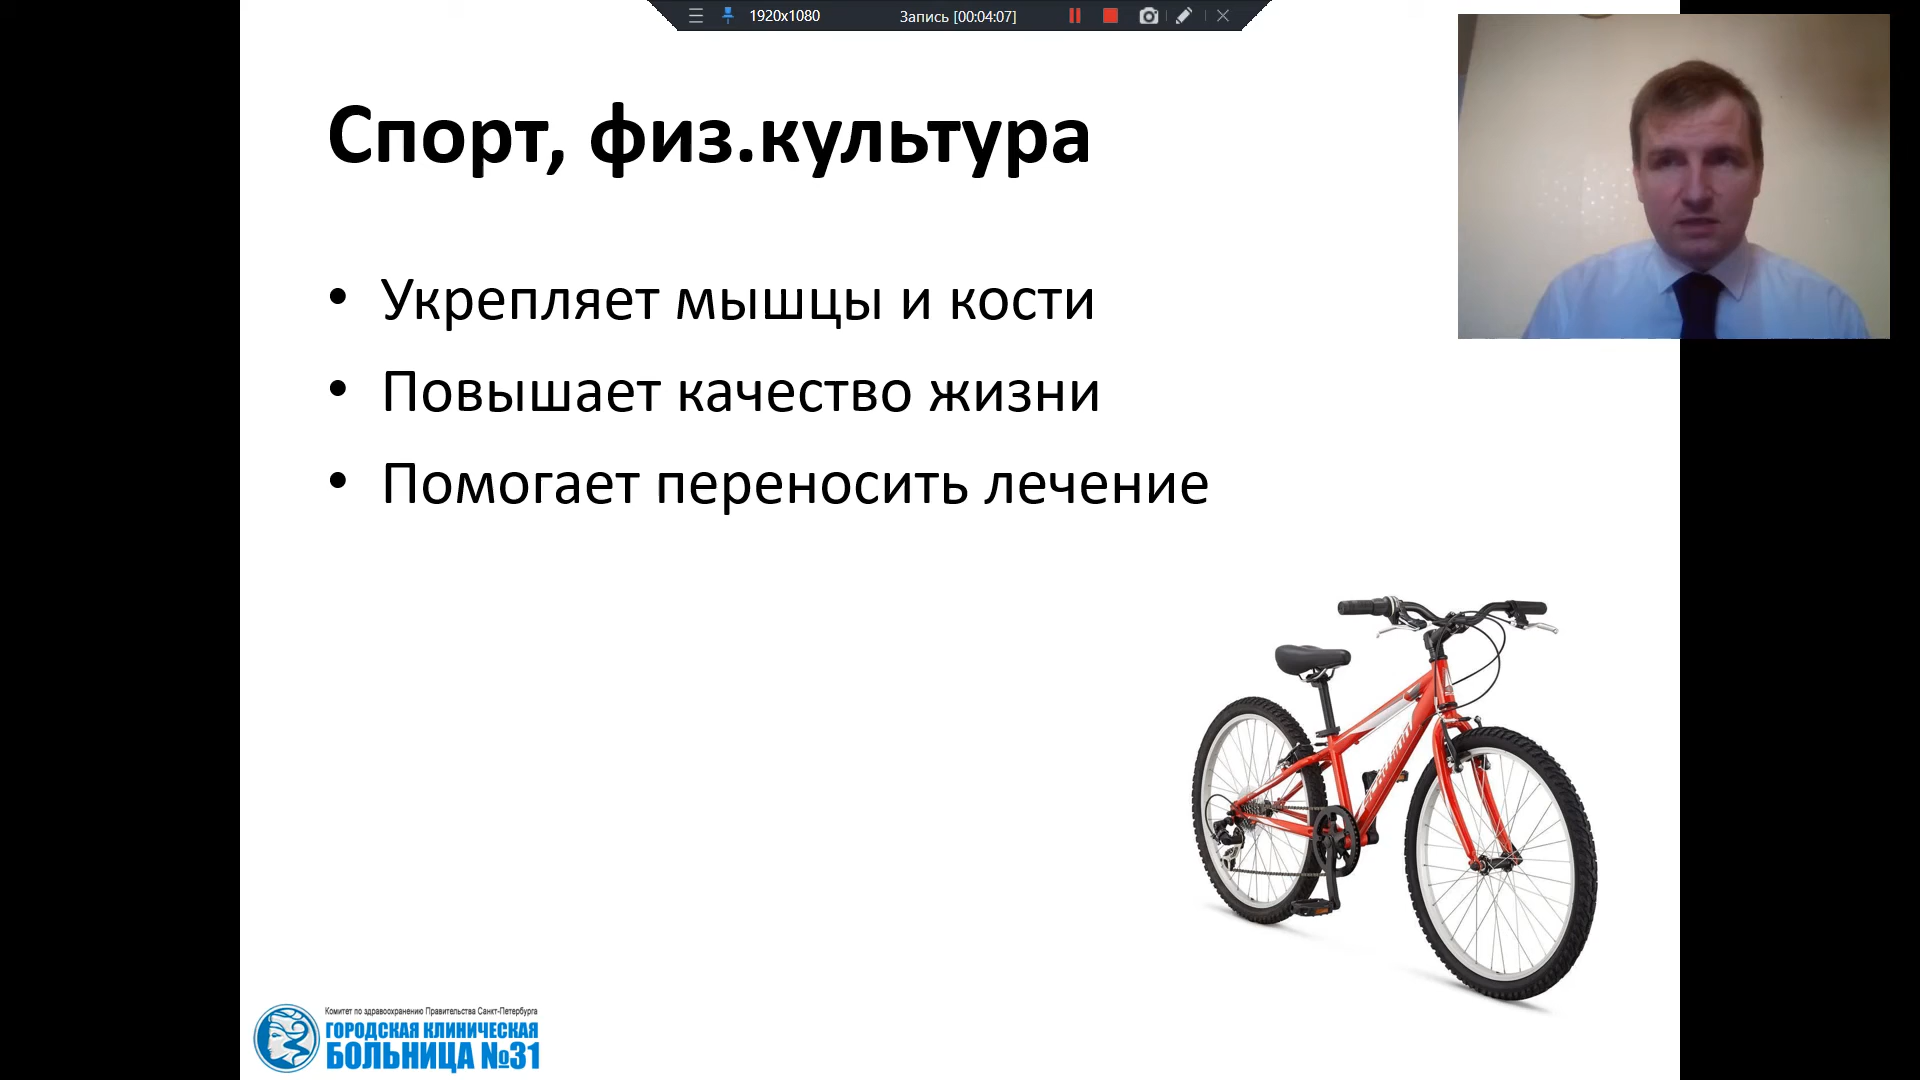 1920x1080
Запись [00:04:07]
Спорт, физ.культура
• Укрепляет мышцы и кости
• Повышает качество жизни
• Помогает переносить лечение
Комитет по здравоохранению Правительства Санкт-Петербурга
ГОРОДСКАЯ КЛИНИЧЕСКАЯ
БОЛЬНИЦА №31